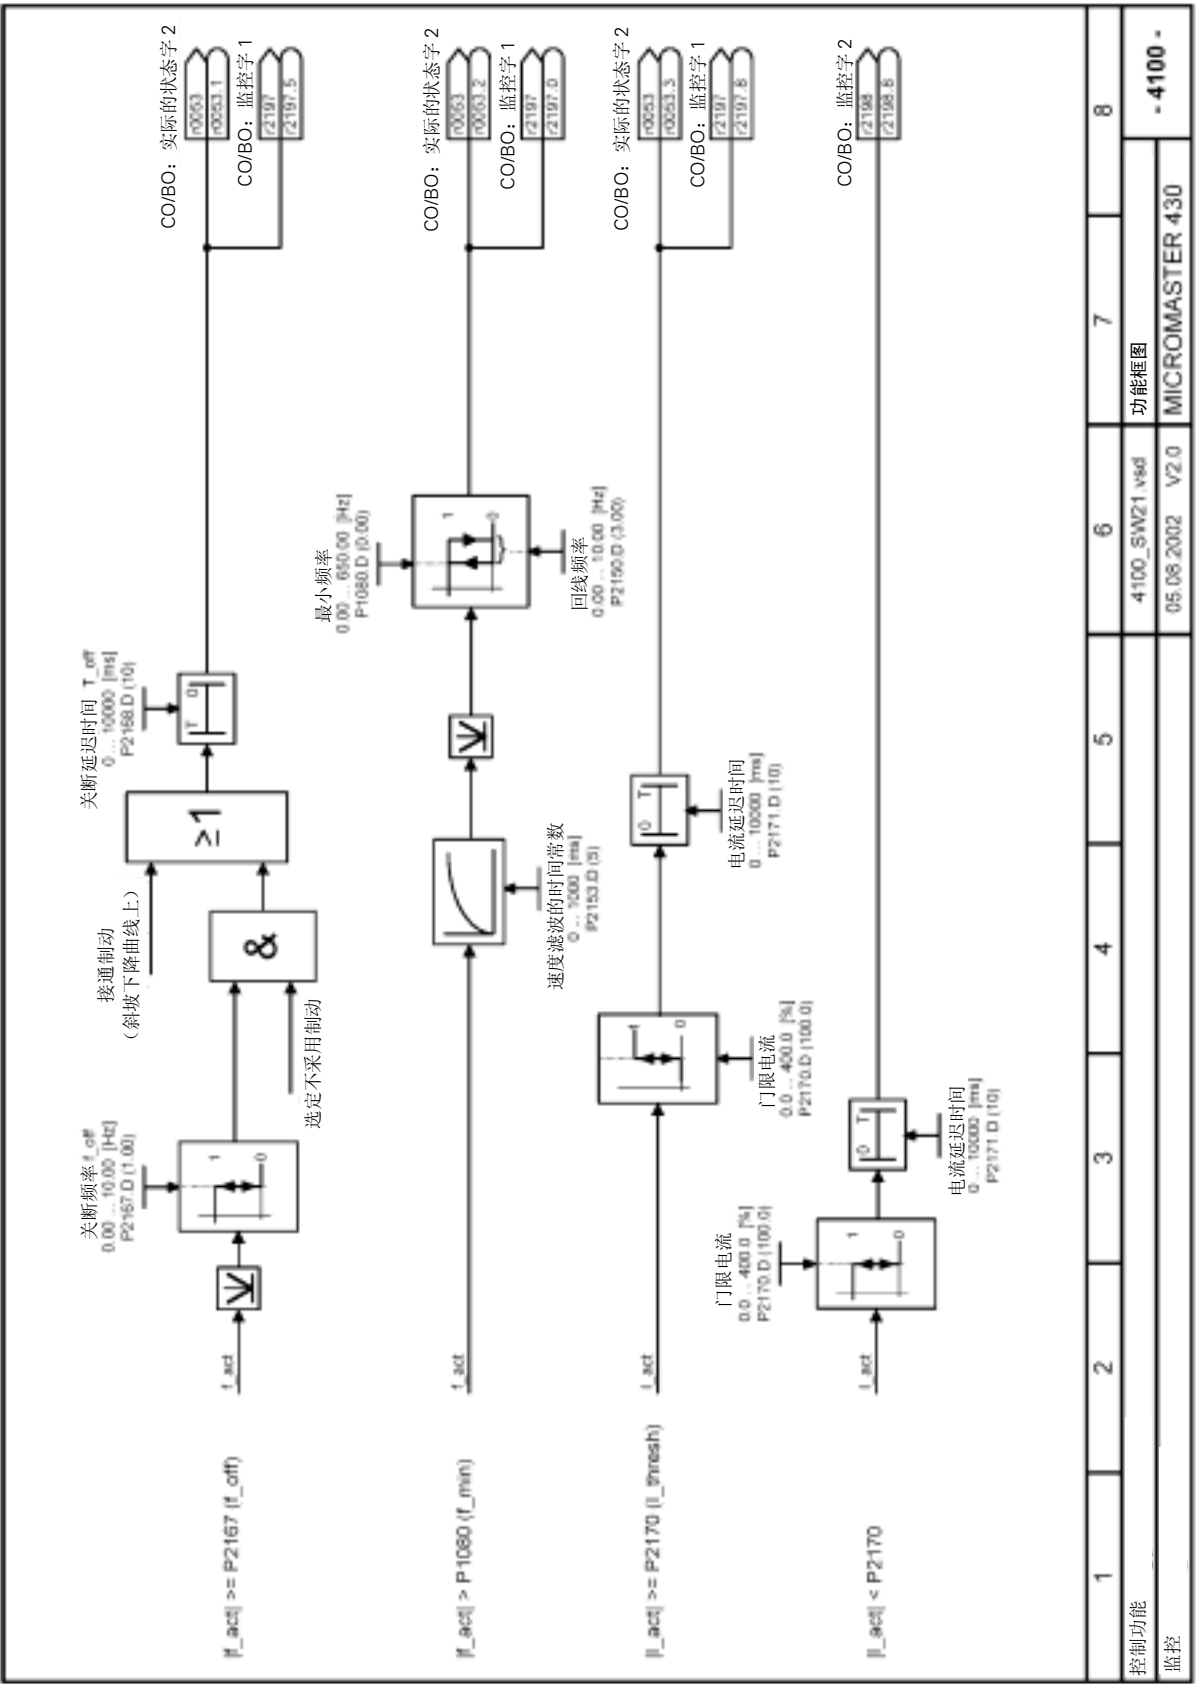 |f_act| >= P2167 (f_off)
f_act
关断频率 f_off
0.00 ... 10.00 [Hz]
P2167.D (1.00)
1
0
选定不采用制动
&
接通制动
（斜坡下降曲线上）
≥1
关断延迟时间 T_off
0 ... 10000 [ms]
P2168.D (10)
T 0
CO/BO：实际的状态字 2
r0053
r0053.1
CO/BO：监控字 1
r2197
r2197.5
|f_act| > P1080 (f_min)
f_act
速度滤波的时间常数
0 ... 1000 [ms]
P2153.D (5)
最小频率
0.00 ... 650.00 [Hz]
P1080.D (0.00)
1
0
回线频率
0.00 ... 10.00 [Hz]
P2150.D (3.00)
CO/BO：实际的状态字 2
r0053
r0053.2
CO/BO：监控字 1
r2197
r2197.0
|I_act| >= P2170 (I_thresh)
I_act
1
0
门限电流
0.0 ... 400.0 [%]
P2170.D (100.0)
0 T
电流延迟时间
0 ... 10000 [ms]
P2171.D (10)
CO/BO：实际的状态字 2
r0053
r0053.3
CO/BO：监控字 1
r2197
r2197.8
|I_act| < P2170
I_act
门限电流
0.0 ... 400.0 [%]
P2170.D (100.0)
1
0
0 T
电流延迟时间
0 ... 10000 [ms]
P2171.D (10)
CO/BO：监控字 2
r2198
r2198.8
1 2 3 4 5 6 7 8
控制功能 4100_SW21.vsd 功能框图
监控 05.08.2002 V2.0 MICROMASTER 430
- 4100 -